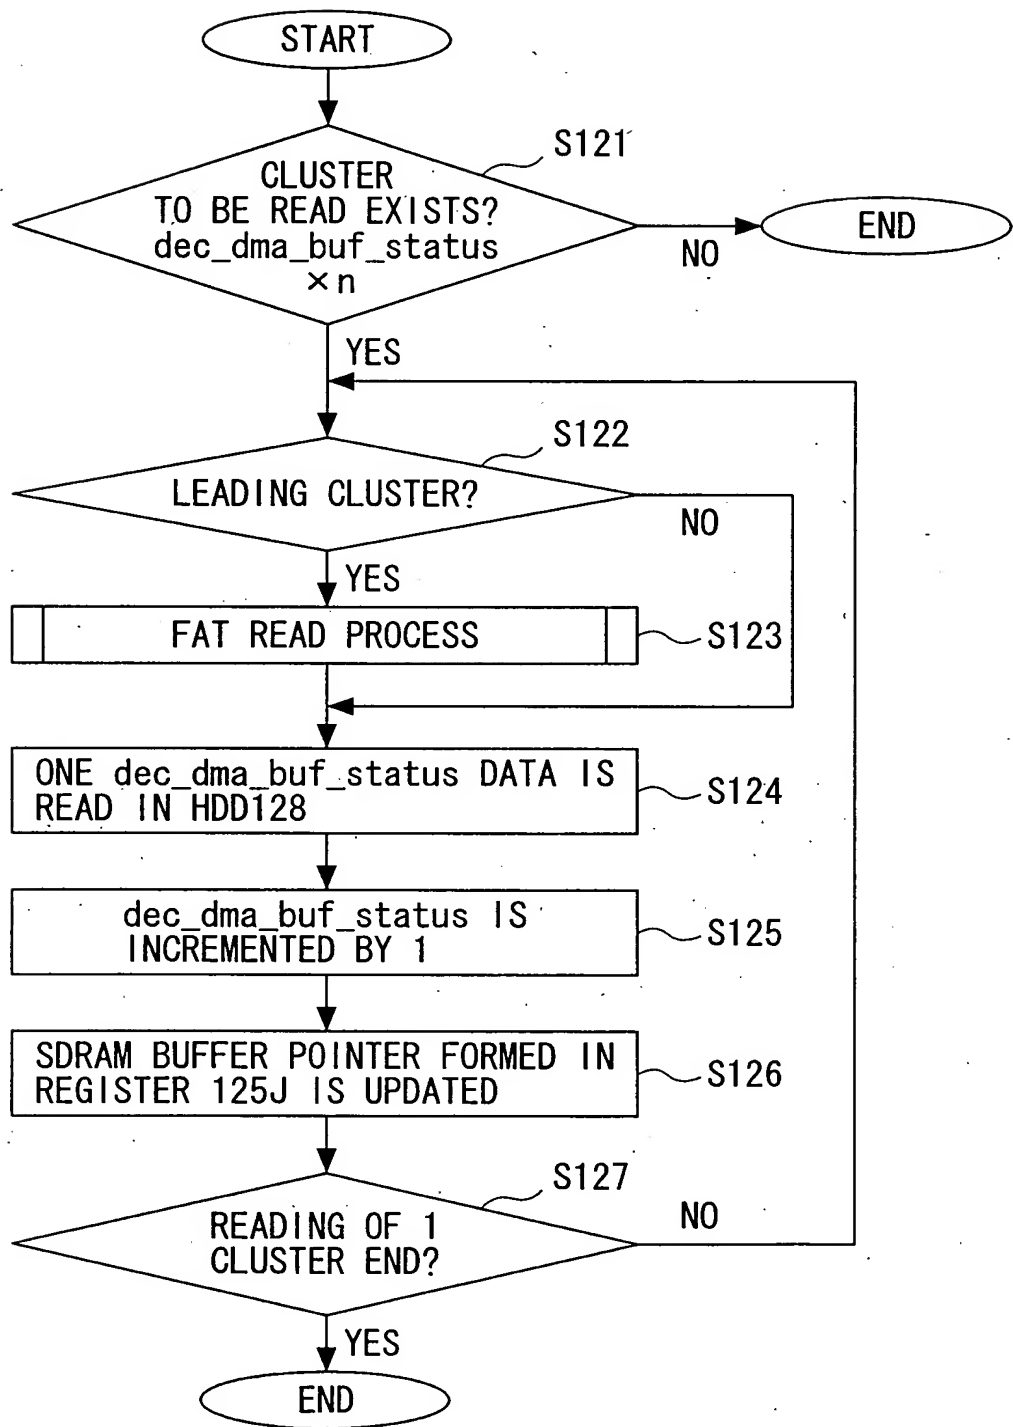 START
S121
CLUSTER
TO BE READ EXISTS?
dec_dma_buf_status
×n
NO
END
YES
S122
LEADING CLUSTER?
NO
YES
FAT READ PROCESS
S123
ONE dec_dma_buf_status DATA IS
READ IN HDD128
S124
dec_dma_buf_status IS
INCREMENTED BY 1
S125
SDRAM BUFFER POINTER FORMED IN
REGISTER 125J IS UPDATED
S126
S127
READING OF 1
CLUSTER END?
NO
YES
END